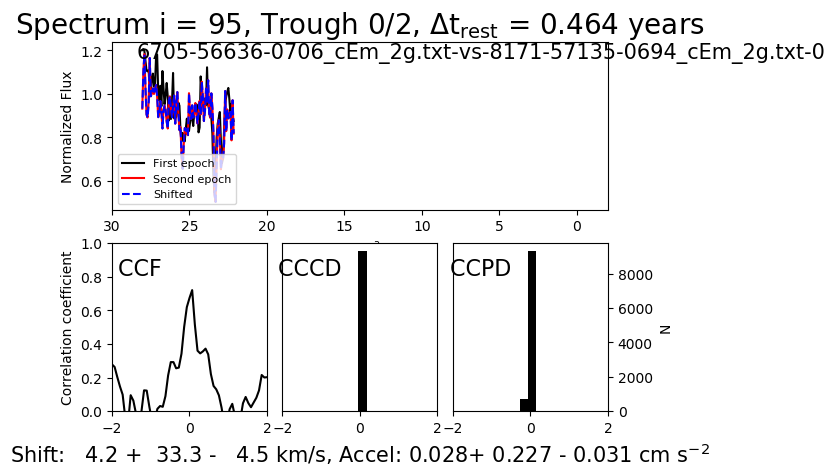 Spectrum i = 95, Trough 0/2, Δt_rest = 0.464 years
6705-56636-0706_cEm_2g.txt-vs-8171-57135-0694_cEm_2g.txt-0
Normalized Flux
1.2
1.0
0.8
0.6
First epoch
Second epoch
Shifted
30 25 20 15 10 5 0
CCF
CCCD
CCPD
Correlation coefficient
1.0
0.8
0.6
0.4
0.2
0.0
8000
6000
4000
2000
0
N
−2 0 2
−2 0 2
−2 0 2
Shift: 4.2 + 33.3 - 4.5 km/s, Accel: 0.028+ 0.227 - 0.031 cm s⁻²